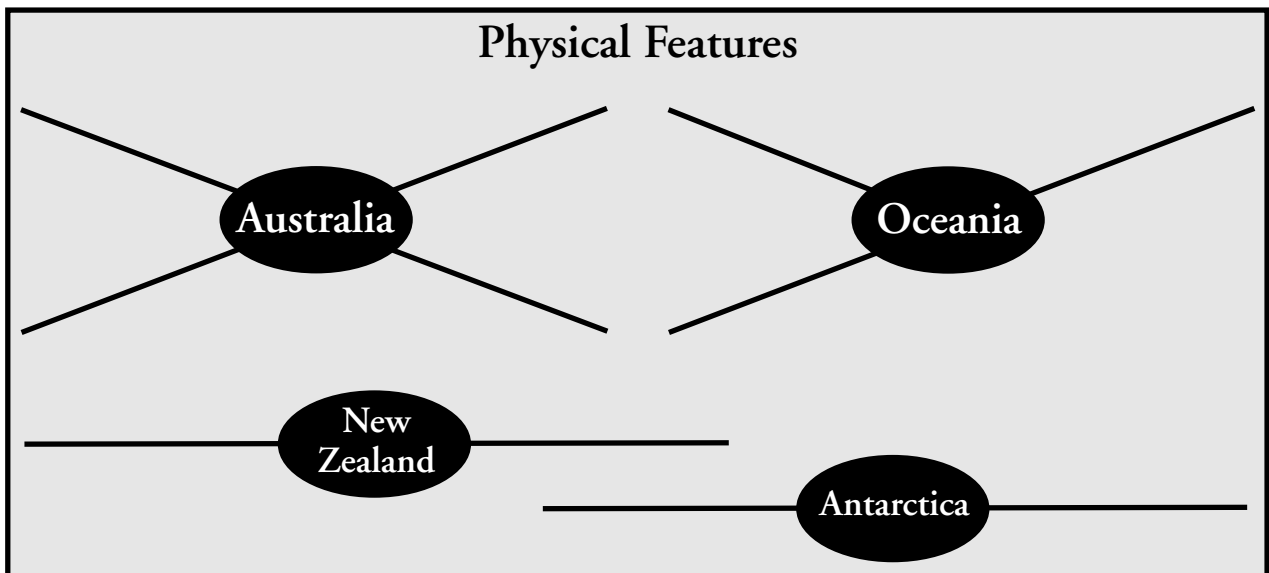 Physical Features
Australia
Oceania
New
Zealand
Antarctica